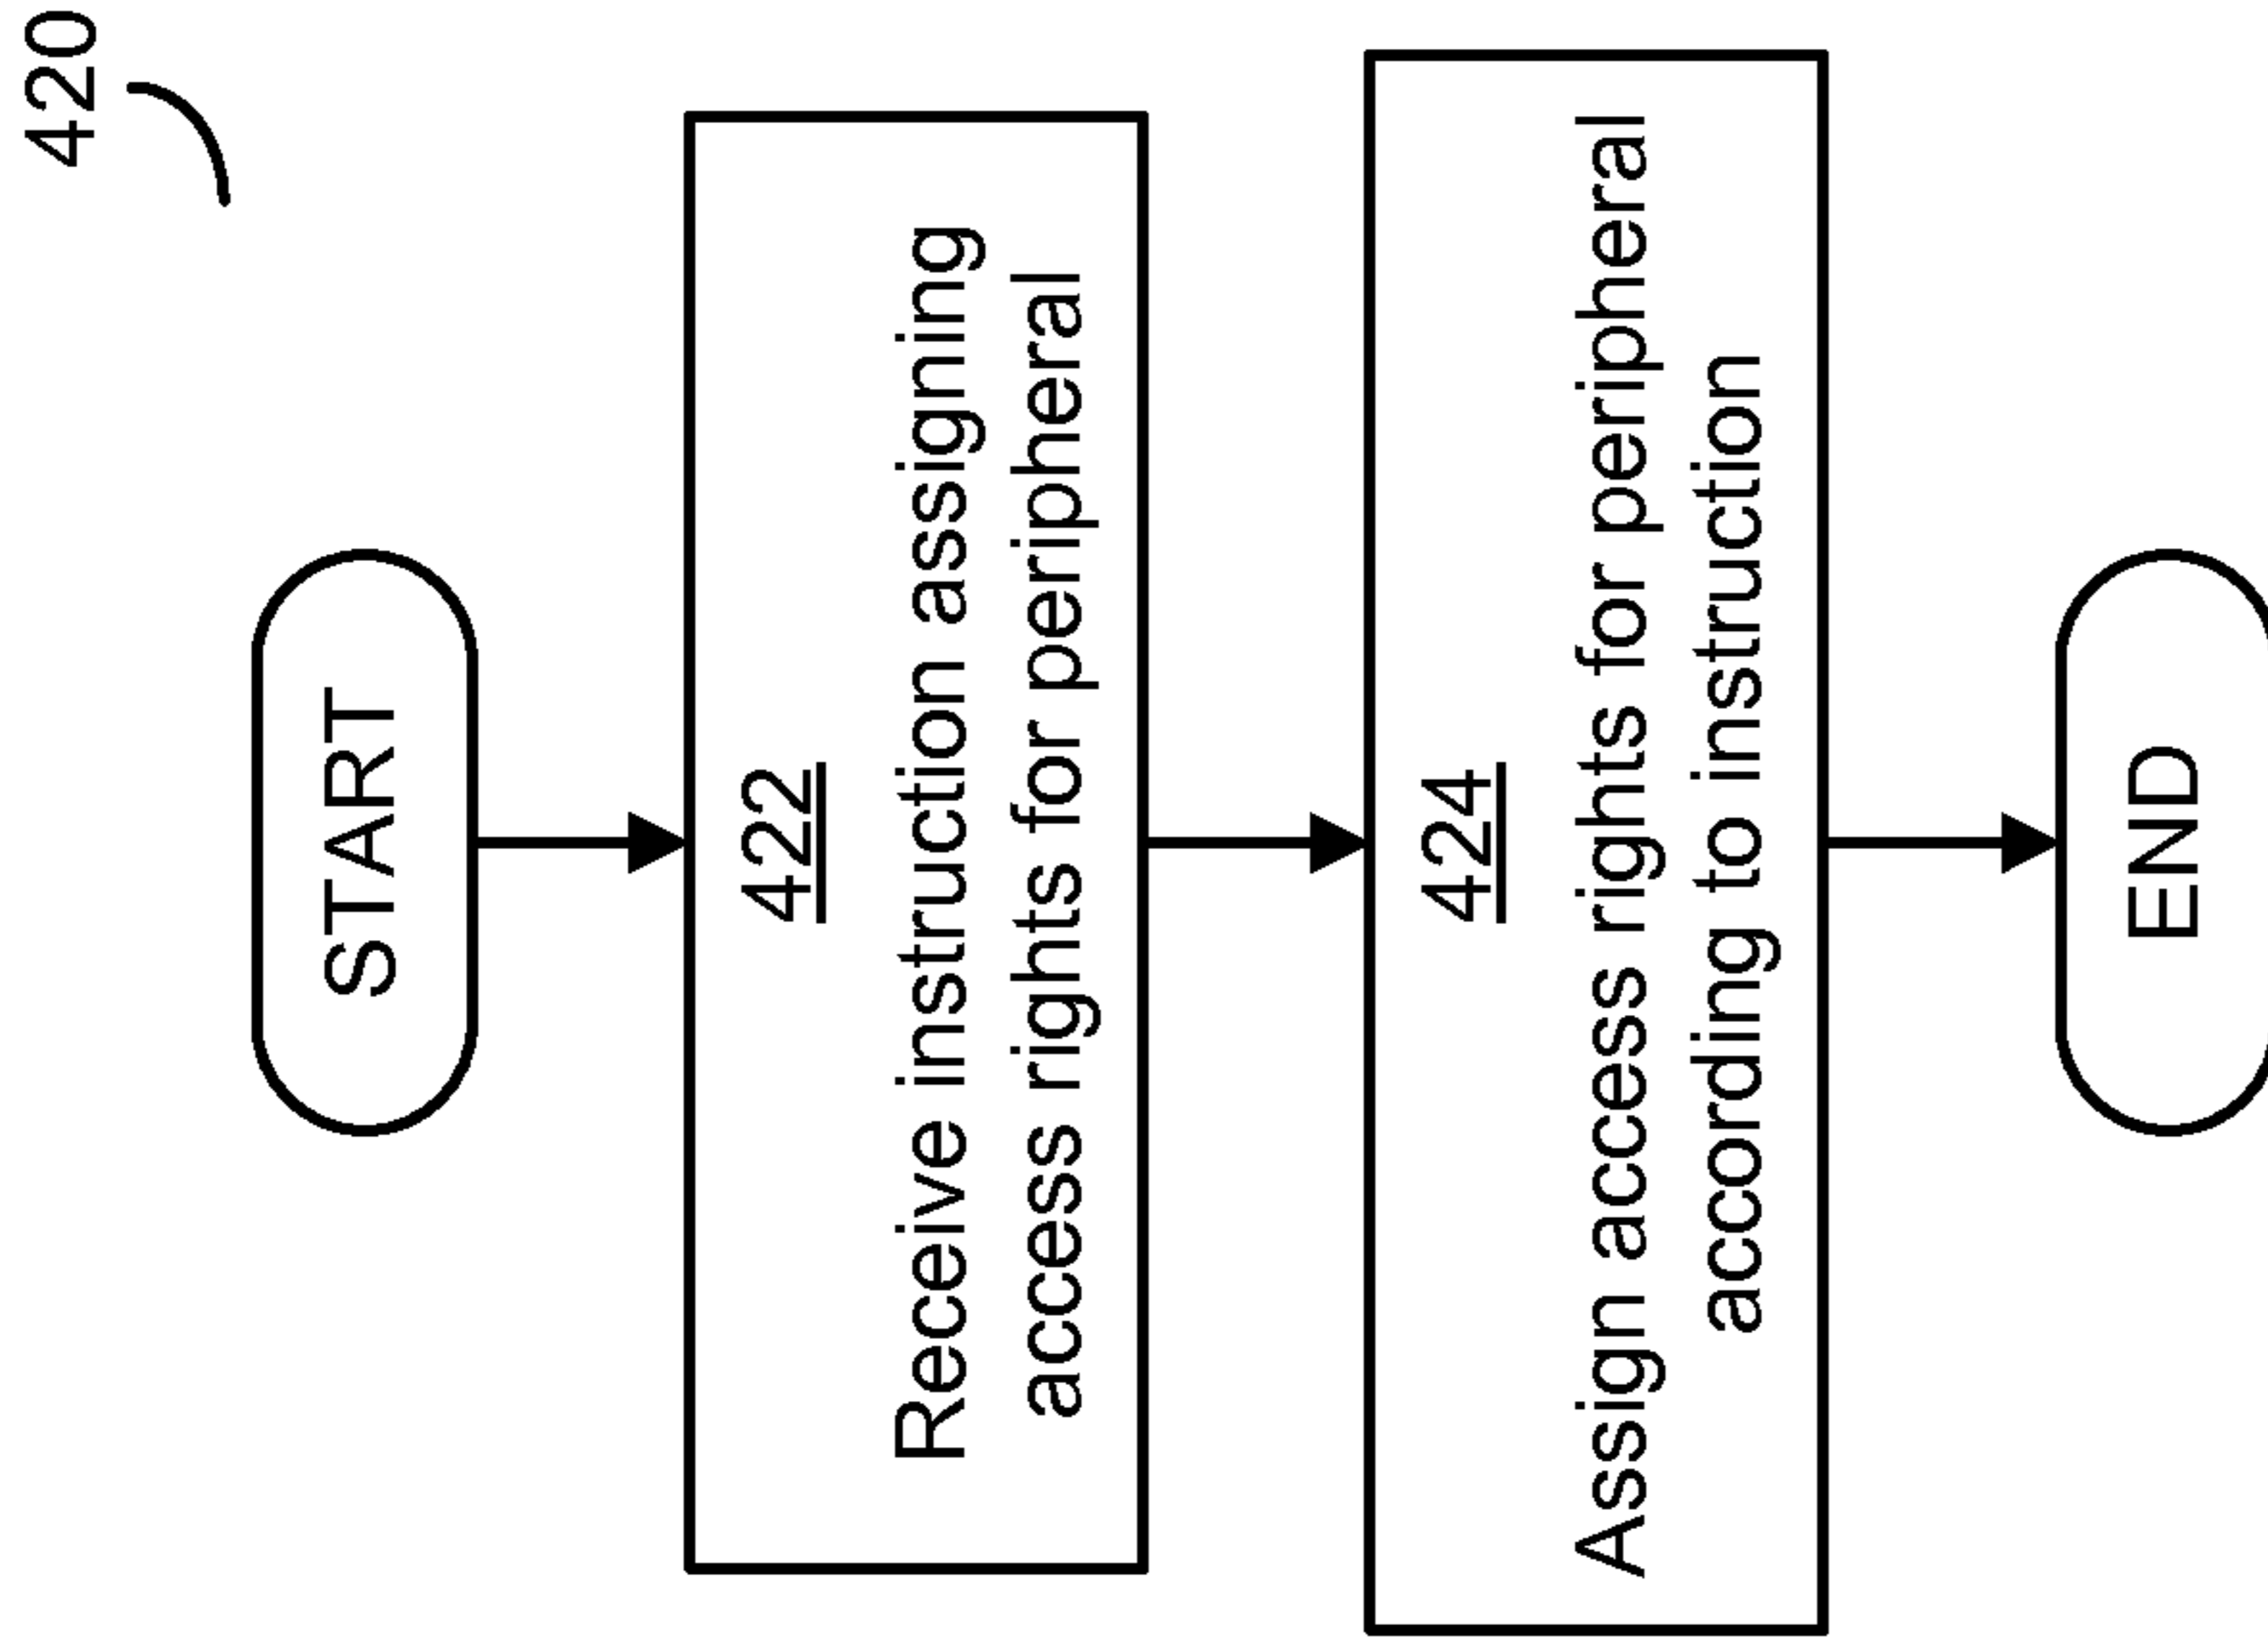 420
START
422
Receive instruction assigning
access rights for peripheral
424
Assign access rights for peripheral
according to instruction
END